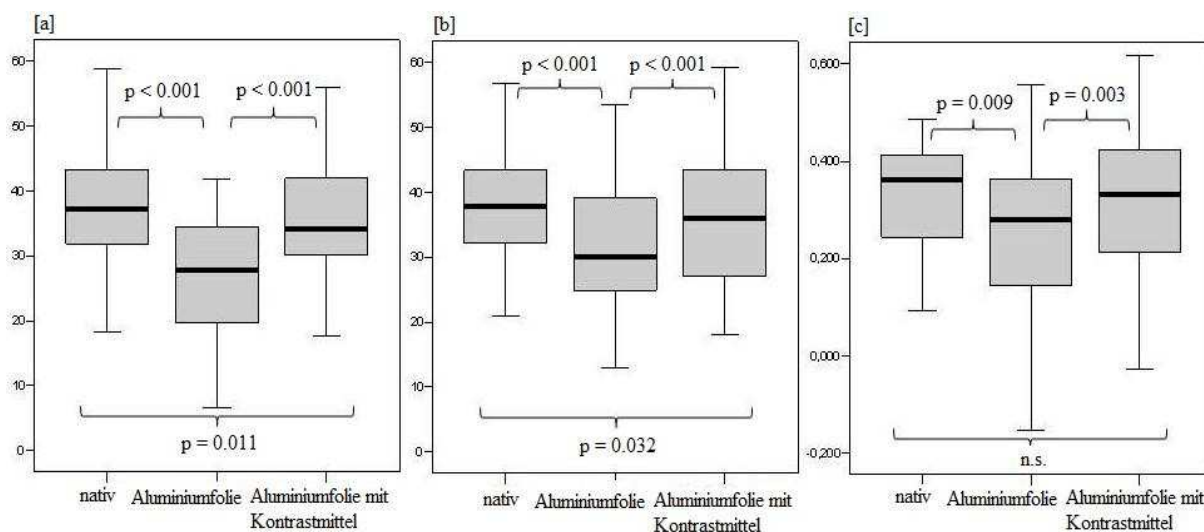 [a]
60
50
40
30
20
10
0
p < 0.001
p < 0.001
p = 0.011
nativ
Aluminiumfolie
Aluminiumfolie mit
Kontrastmittel
[b]
60
50
40
30
20
10
0
p < 0.001
p < 0.001
p = 0.032
nativ
Aluminiumfolie
Aluminiumfolie mit
Kontrastmittel
[c]
0,600
0,400
0,200
0,000
-0,200
p = 0.009
p = 0.003
n.s.
nativ
Aluminiumfolie
Aluminiumfolie mit
Kontrastmittel